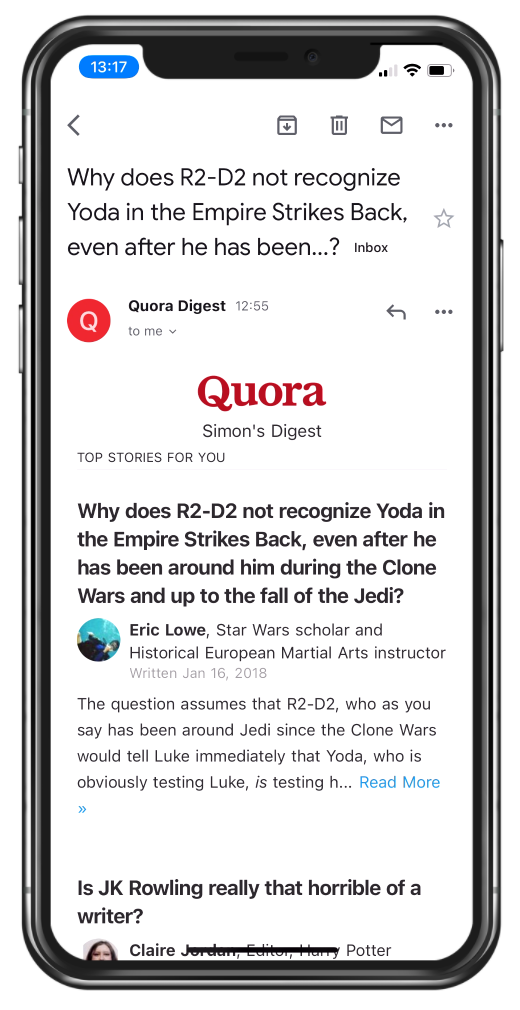 13:17
Why does R2-D2 not recognize
Yoda in the Empire Strikes Back,
even after he has been...? Inbox
Q
Quora Digest 12:55
to me
Quora
Simon's Digest
TOP STORIES FOR YOU
Why does R2-D2 not recognize Yoda in
the Empire Strikes Back, even after he
has been around him during the Clone
Wars and up to the fall of the Jedi?
Eric Lowe, Star Wars scholar and
Historical European Martial Arts instructor
Written Jan 16, 2018
The question assumes that R2-D2, who as you
say has been around Jedi since the Clone Wars
would tell Luke immediately that Yoda, who is
obviously testing Luke, is testing h... Read More
»
Is JK Rowling really that horrible of a
writer?
Claire Jordan, Editor, Harry Potter